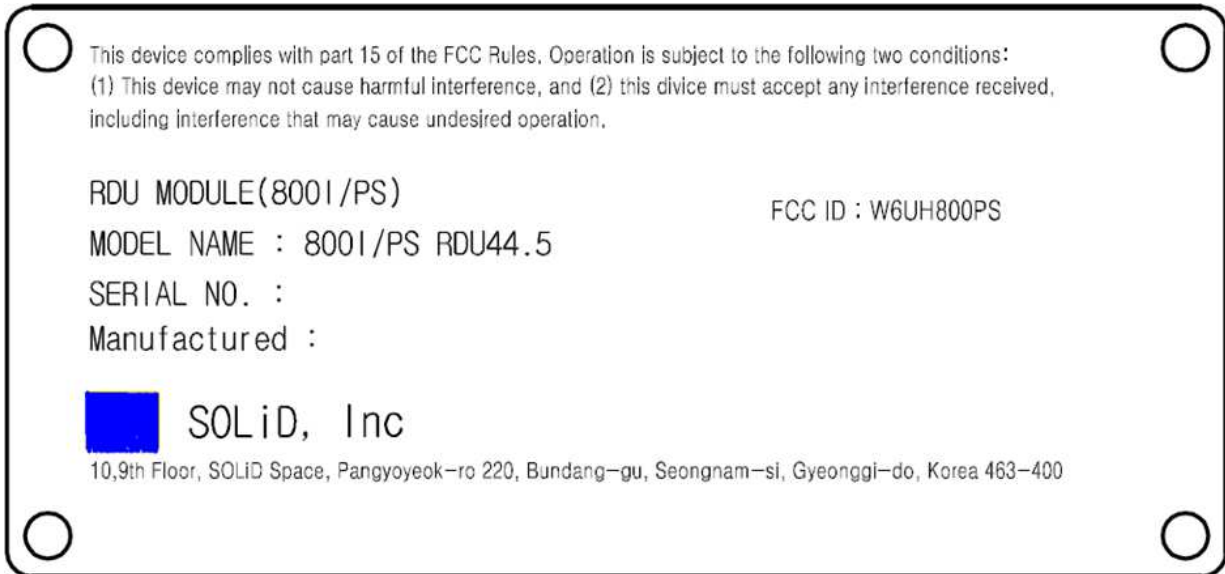 This device complies with part 15 of the FCC Rules. Operation is subject to the following two conditions:
(1) This device may not cause harmful interference, and (2) this divice must accept any interference received,
including interference that may cause undesired operation.
RDU MODULE(800I/PS)
FCC ID : W6UH800PS
MODEL NAME : 800I/PS RDU44.5
SERIAL NO. :
Manufactured :
SOLiD, Inc
10,9th Floor, SOLiD Space, Pangyoyeok-ro 220, Bundang-gu, Seongnam-si, Gyeonggi-do, Korea 463-400